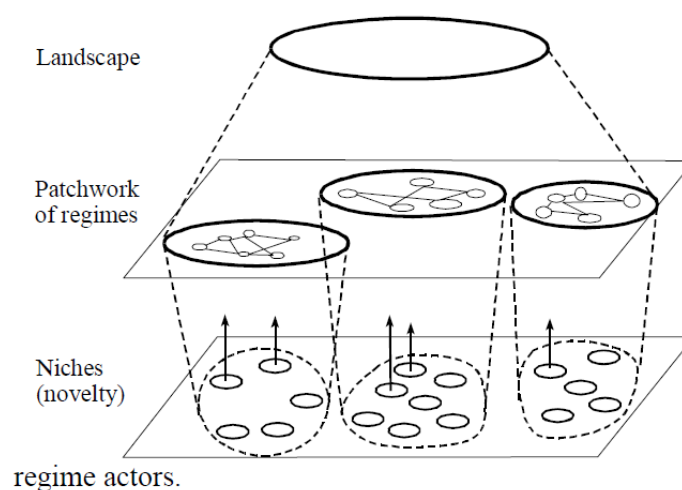 Landscape
Patchwork
of regimes
Niches
(novelty)
regime actors.